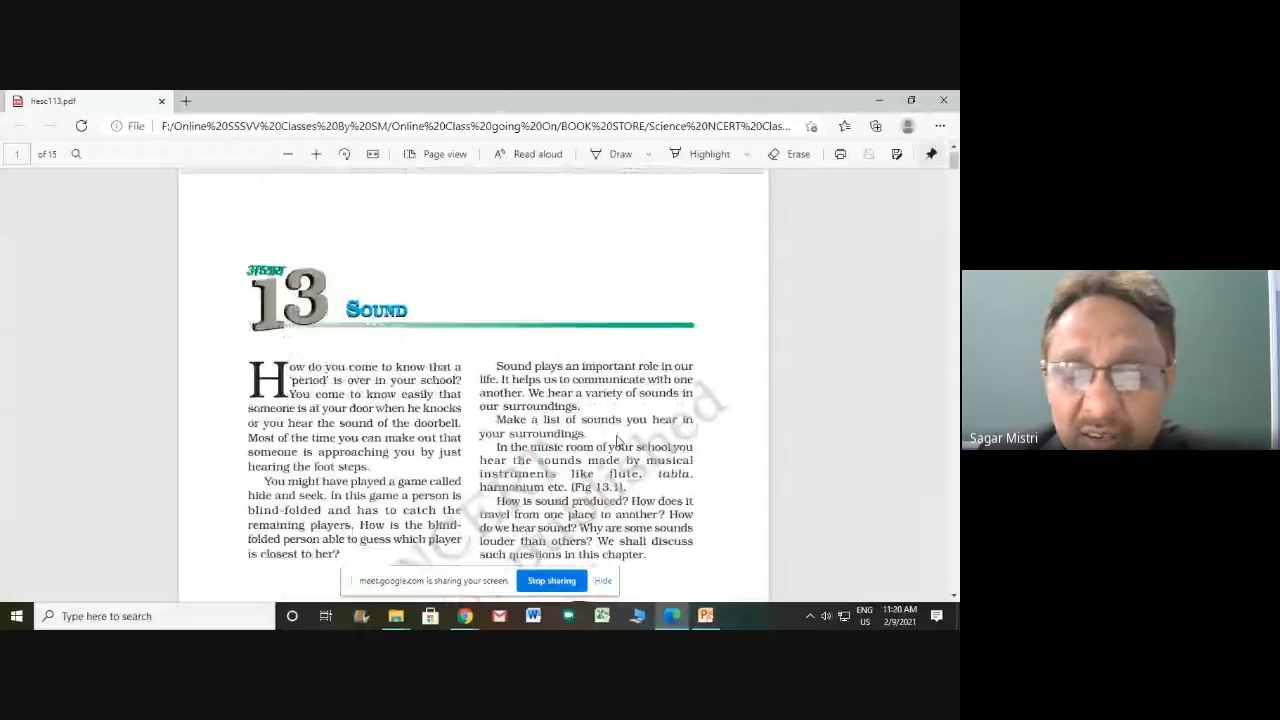 hesc113.pdf
File
F:/Online%20SSSVV%20Classes%20By%20SM/Online%20Class%20going%20On/BOOK%20STORE/Science%20NCERT%20Clas...
1 of 15
Page view
Read aloud
Draw
Highlight
Erase
अध्याय
13
SOUND
How do you come to know that a
'period' is over in your school?
You come to know easily that
someone is at your door when he knocks
or you hear the sound of the doorbell.
Most of the time you can make out that
someone is approaching you by just
hearing the foot steps.
You might have played a game called
hide and seek. In this game a person is
blind-folded and has to catch the
remaining players. How is the blind-
folded person able to guess which player
is closest to her?
Sound plays an important role in our
life. It helps us to communicate with one
another. We hear a variety of sounds in
our surroundings.
Make a list of sounds you hear in
your surroundings.
In the music room of your school you
hear the sounds made by musical
instruments like flute, tabla,
harmonium etc. (Fig 13.1).
How is sound produced? How does it
travel from one place to another? How
do we hear sound? Why are some sounds
louder than others? We shall discuss
such questions in this chapter.
NCERT
published
meet.google.com is sharing your screen.
Stop sharing
Hide
Type here to search
ENG
US
11:20 AM
2/9/2021
Sagar Mistri